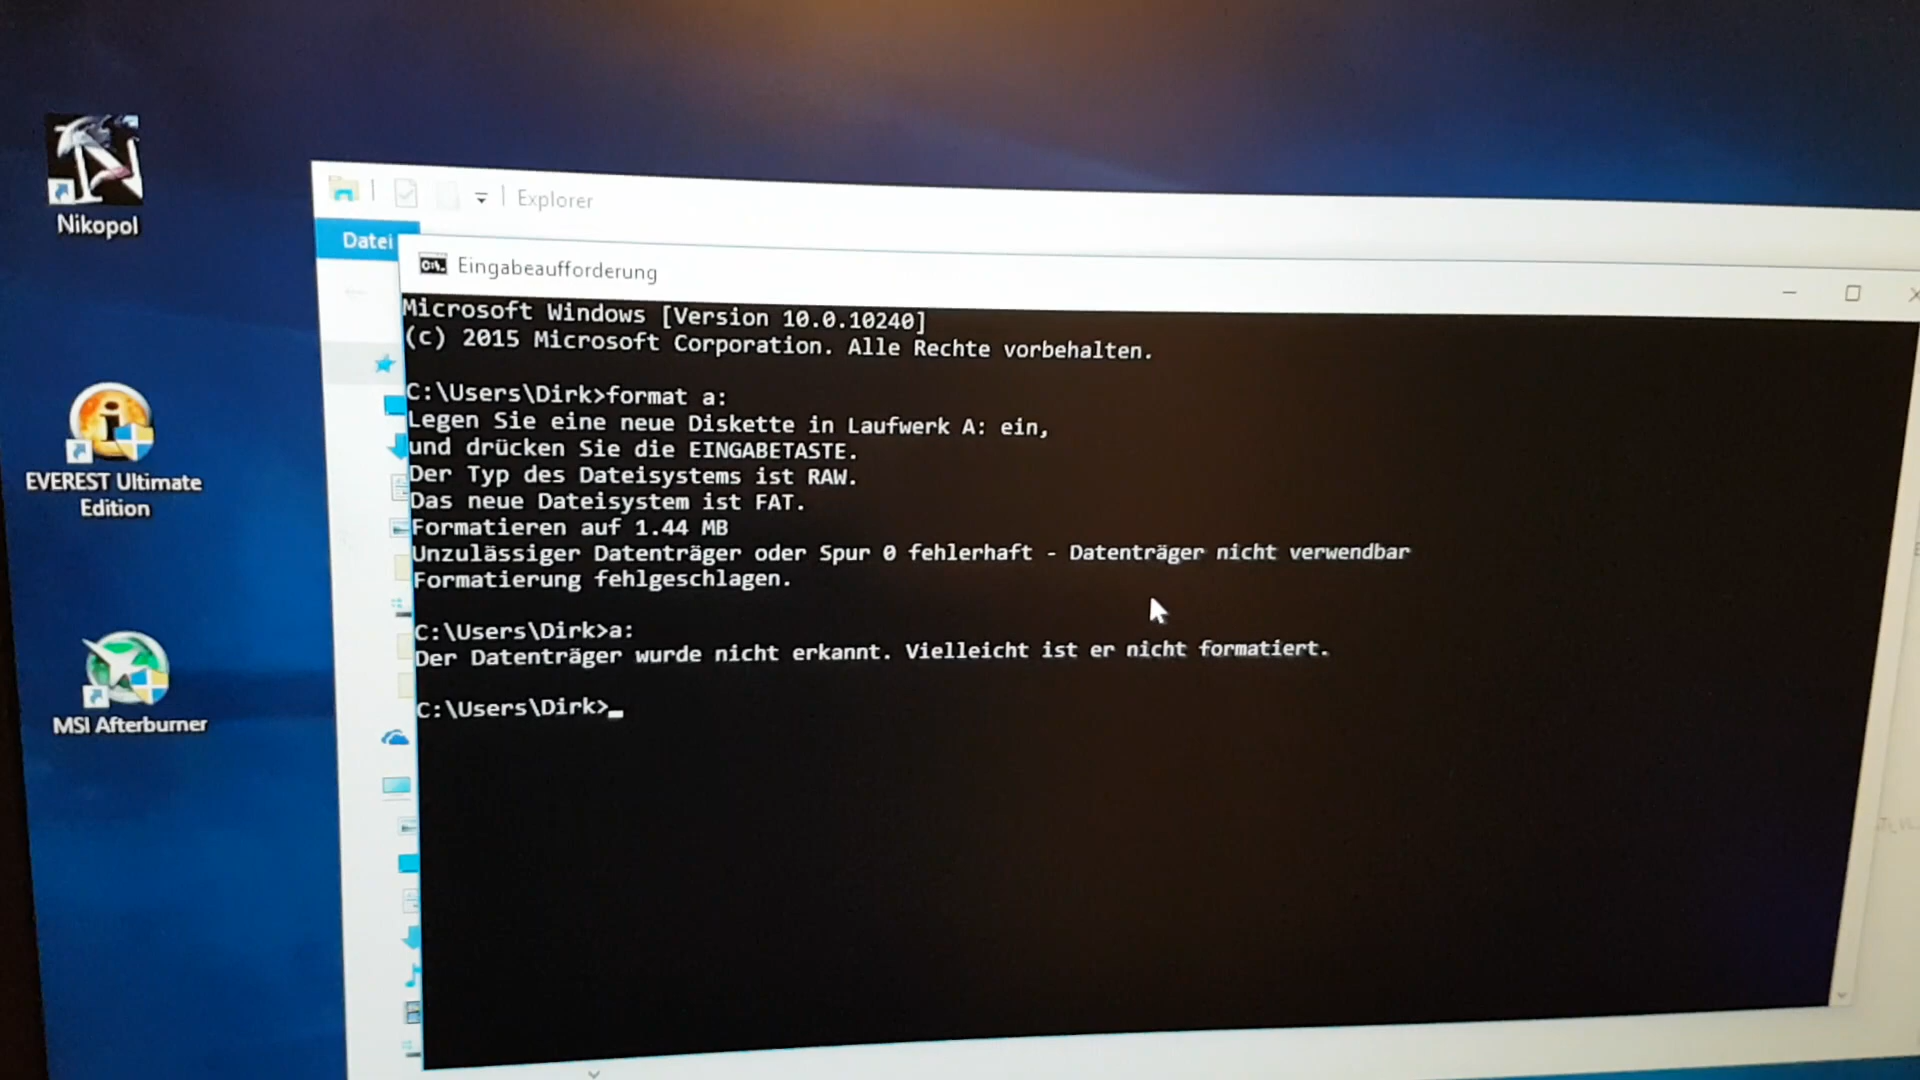 Nikopol
EVEREST Ultimate
Edition
MSI Afterburner
Explorer
Datei
Eingabeaufforderung
Microsoft Windows [Version 10.0.10240]
(c) 2015 Microsoft Corporation. Alle Rechte vorbehalten.
C:\Users\Dirk>format a:
Legen Sie eine neue Diskette in Laufwerk A: ein,
und drücken Sie die EINGABETASTE.
Der Typ des Dateisystems ist RAW.
Das neue Dateisystem ist FAT.
Formatieren auf 1.44 MB
Unzulässiger Datenträger oder Spur 0 fehlerhaft - Datenträger nicht verwendbar
Formatierung fehlgeschlagen.
C:\Users\Dirk>a:
Der Datenträger wurde nicht erkannt. Vielleicht ist er nicht formatiert.
C:\Users\Dirk>